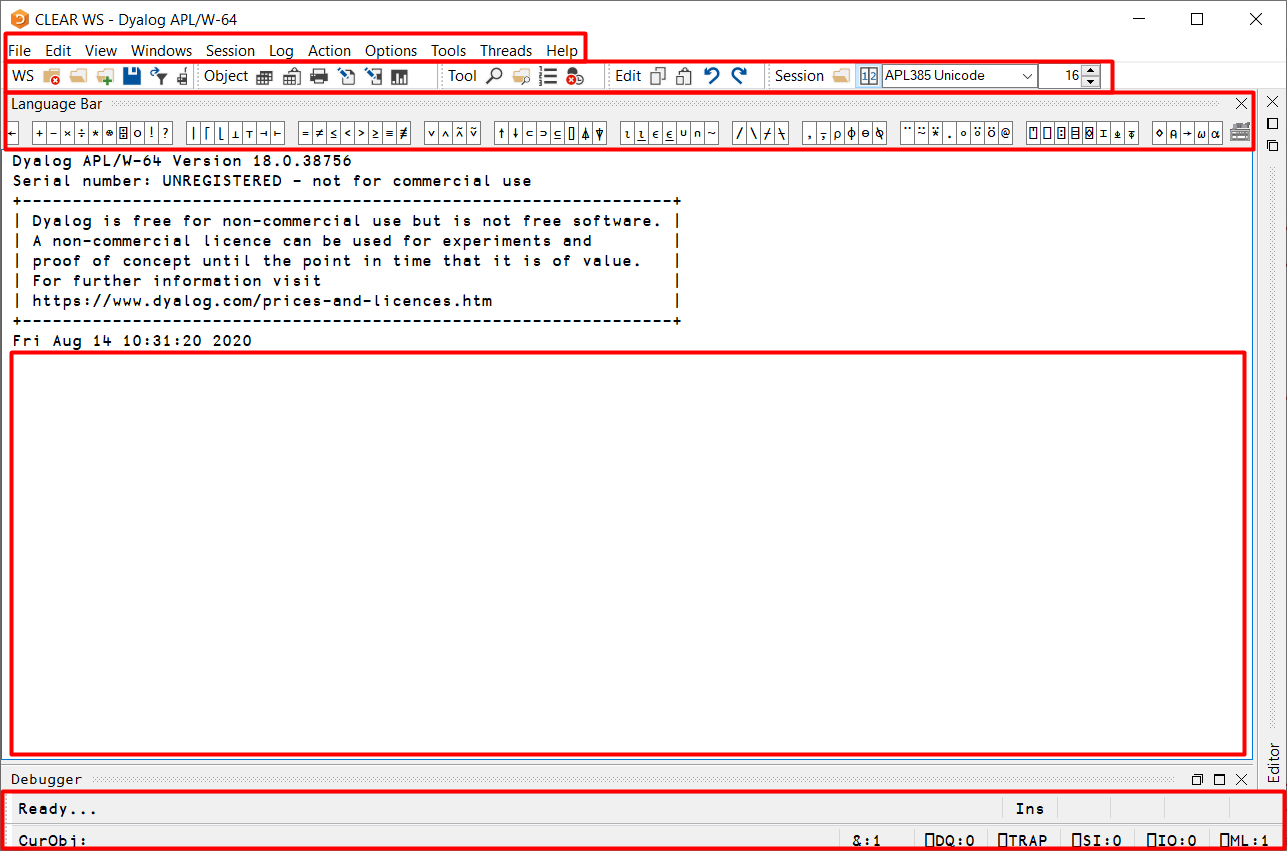 CLEAR WS - Dyalog APL/W-64
File Edit View Windows Session Log Action Options Tools Threads Help
WS Object Tool Edit Session APL385 Unicode 16
Language Bar
← + - × ÷ * ⍟ ⌹ ○ ! ? | ⌈ ⌊ ⊥ ⊤ ⊣ ⊢ = ≠ ≤ < > ≥ ≡ ≢ ∨ ∧ ⍲ ⍱ ↑ ↓ ⊂ ⊃ ⊆ ⌷ ⍋ ⍒ ⍳ ⍸ ∊ ⍷ ∪ ∩ ~ / \ ⌿ ⍀ , ⍪ ⍴ ⌽ ⊖ ⍉ ¨ ⍨ ⍣ . ∘ ⍤ ⍥ @ ⍞ ⎕ ⍠ ⌸ ⌺ ⌶ ⍎ ⍕ ⋄ ⍝ → ⍵ ⍺
Dyalog APL/W-64 Version 18.0.38756
Serial number: UNREGISTERED - not for commercial use
+-----------------------------------------------------------------+
| Dyalog is free for non-commercial use but is not free software. |
| A non-commercial licence can be used for experiments and |
| proof of concept until the point in time that it is of value. |
| For further information visit |
| https://www.dyalog.com/prices-and-licences.htm |
+-----------------------------------------------------------------+
Fri Aug 14 10:31:20 2020
Editor
Debugger
Ready... Ins
CurObj: &:1 ⎕DQ:0 ⎕TRAP ⎕SI:0 ⎕IO:0 ⎕ML:1